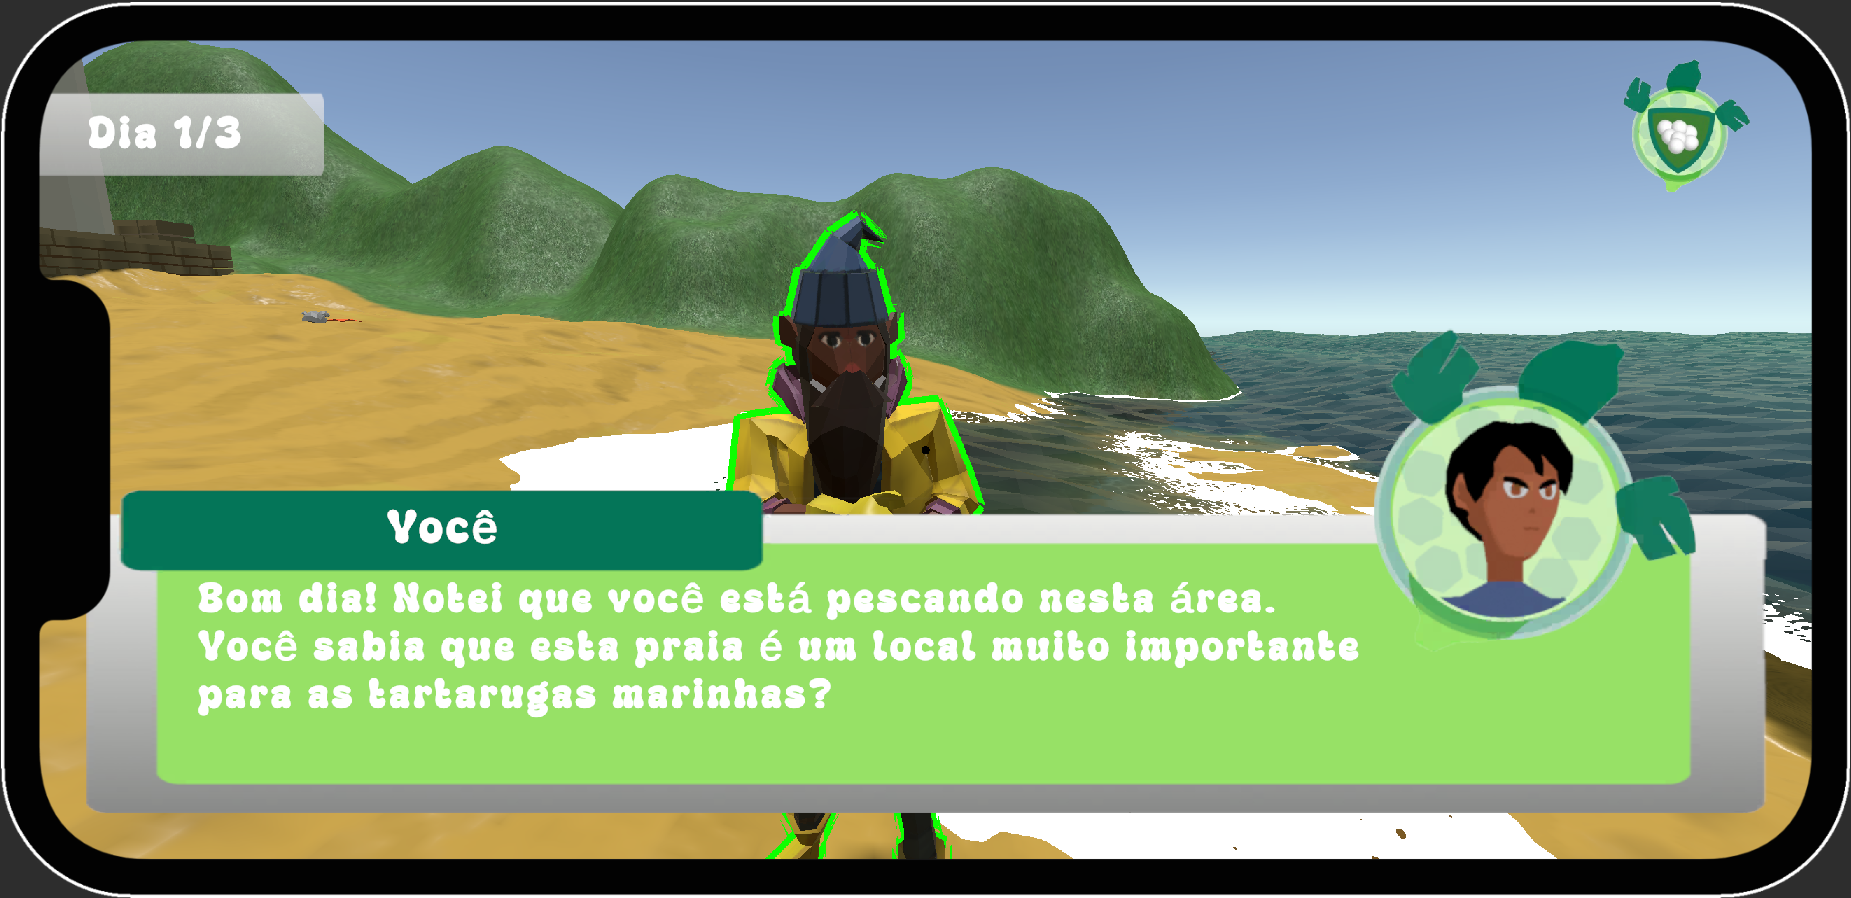 Dia 1/3
Você
Bom dia! Notei que você está pescando nesta área.
Você sabia que esta praia é um local muito importante
para as tartarugas marinhas?